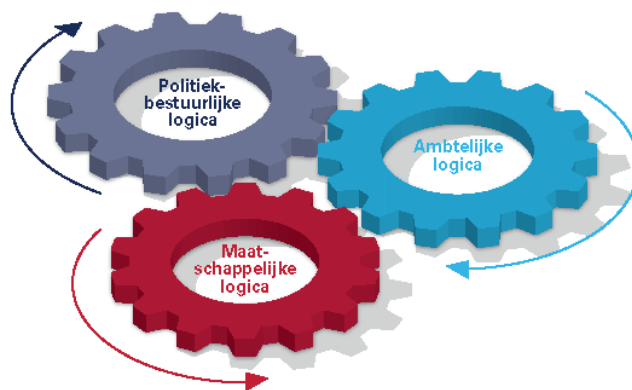 Politiek-
bestuurlijke
logica
Ambtelijke
logica
Maat-
schappelijke
logica